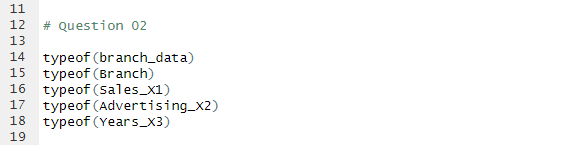 11
12 # Question 02
13
14 typeof(branch_data)
15 typeof(Branch)
16 typeof(Sales_X1)
17 typeof(Advertising_X2)
18 typeof(Years_X3)
19